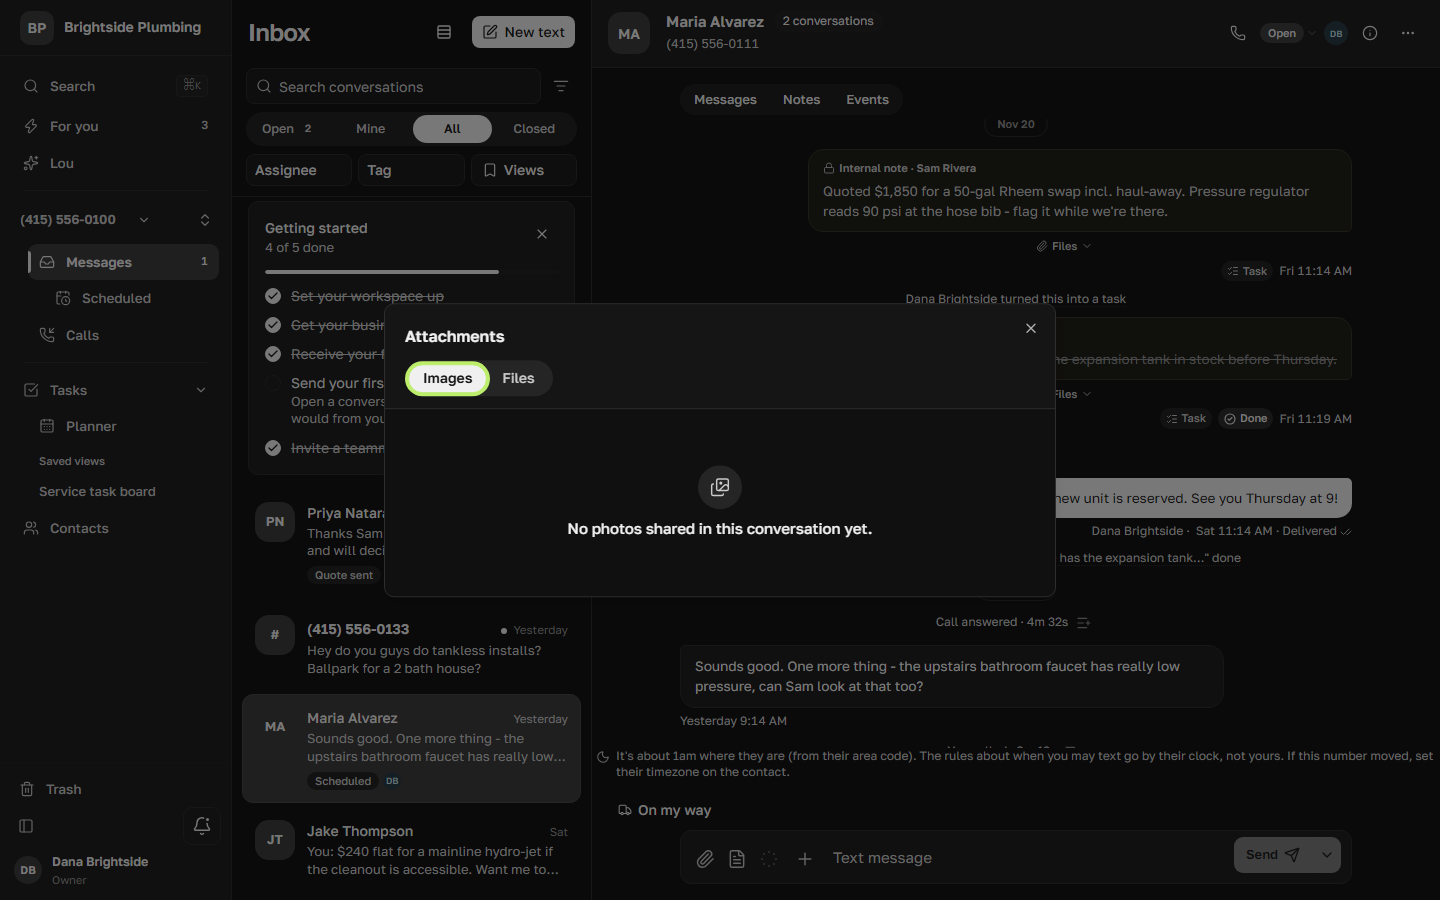 BP
Brightside Plumbing
Search
⌘K
For you
3
Lou
(415) 556-0100
Messages
1
Scheduled
Calls
Tasks
Planner
Saved views
Service task board
Contacts
Trash
DB
Dana Brightside
Owner
Inbox
New text
Search conversations
Open 2
Mine
All
Closed
Assignee
Tag
Views
Getting started
4 of 5 done
Set your workspace up
Get your busi
Receive your f
Send your firs
Open a convers
would from you
Invite a teamm
PN
Priya Natara
Thanks Sam
and will deci
Quote sent
#
(415) 556-0133
Yesterday
Hey do you guys do tankless installs?
Ballpark for a 2 bath house?
MA
Maria Alvarez
Yesterday
Sounds good. One more thing - the
upstairs bathroom faucet has really low...
Scheduled
DB
JT
Jake Thompson
Sat
You: $240 flat for a mainline hydro-jet if
the cleanout is accessible. Want me to...
MA
Maria Alvarez
2 conversations
(415) 556-0111
Open
DB
Messages
Notes
Events
Nov 20
Internal note · Sam Rivera
Quoted $1,850 for a 50-gal Rheem swap incl. haul-away. Pressure regulator
reads 90 psi at the hose bib - flag it while we're there.
Files
Task
Fri 11:14 AM
Dana Brightside turned this into a task
e expansion tank in stock before Thursday.
Files
Task
Done
Fri 11:19 AM
new unit is reserved. See you Thursday at 9!
Dana Brightside · Sat 11:14 AM · Delivered
has the expansion tank..." done
Call answered · 4m 32s
Sounds good. One more thing - the upstairs bathroom faucet has really low
pressure, can Sam look at that too?
Yesterday 9:14 AM
It's about 1am where they are (from their area code). The rules about when you may text go by their clock, not yours. If this number moved, set
their timezone on the contact.
On my way
Text message
Send
Attachments
Images
Files
No photos shared in this conversation yet.